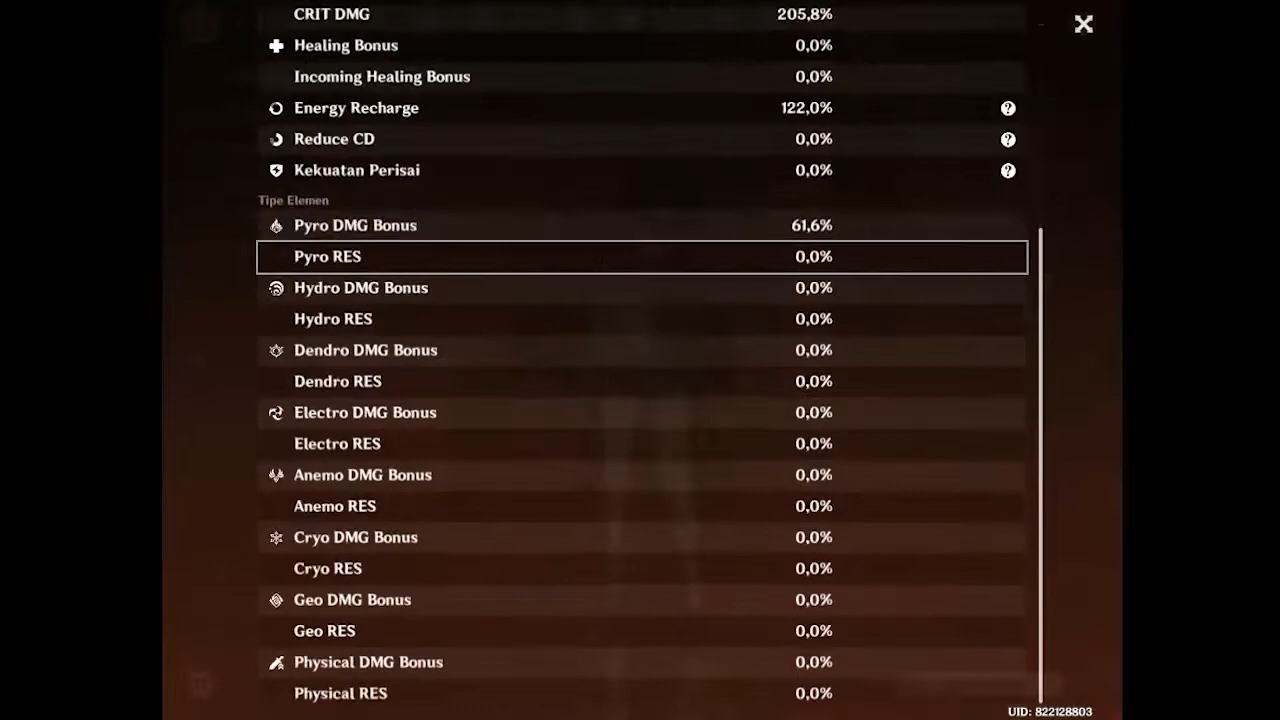 CRIT DMG 205,8%
Healing Bonus 0,0%
Incoming Healing Bonus 0,0%
Energy Recharge 122,0%
Reduce CD 0,0%
Kekuatan Perisai 0,0%
Tipe Elemen
Pyro DMG Bonus 61,6%
Pyro RES 0,0%
Hydro DMG Bonus 0,0%
Hydro RES 0,0%
Dendro DMG Bonus 0,0%
Dendro RES 0,0%
Electro DMG Bonus 0,0%
Electro RES 0,0%
Anemo DMG Bonus 0,0%
Anemo RES 0,0%
Cryo DMG Bonus 0,0%
Cryo RES 0,0%
Geo DMG Bonus 0,0%
Geo RES 0,0%
Physical DMG Bonus 0,0%
Physical RES 0,0%
UID: 822128803